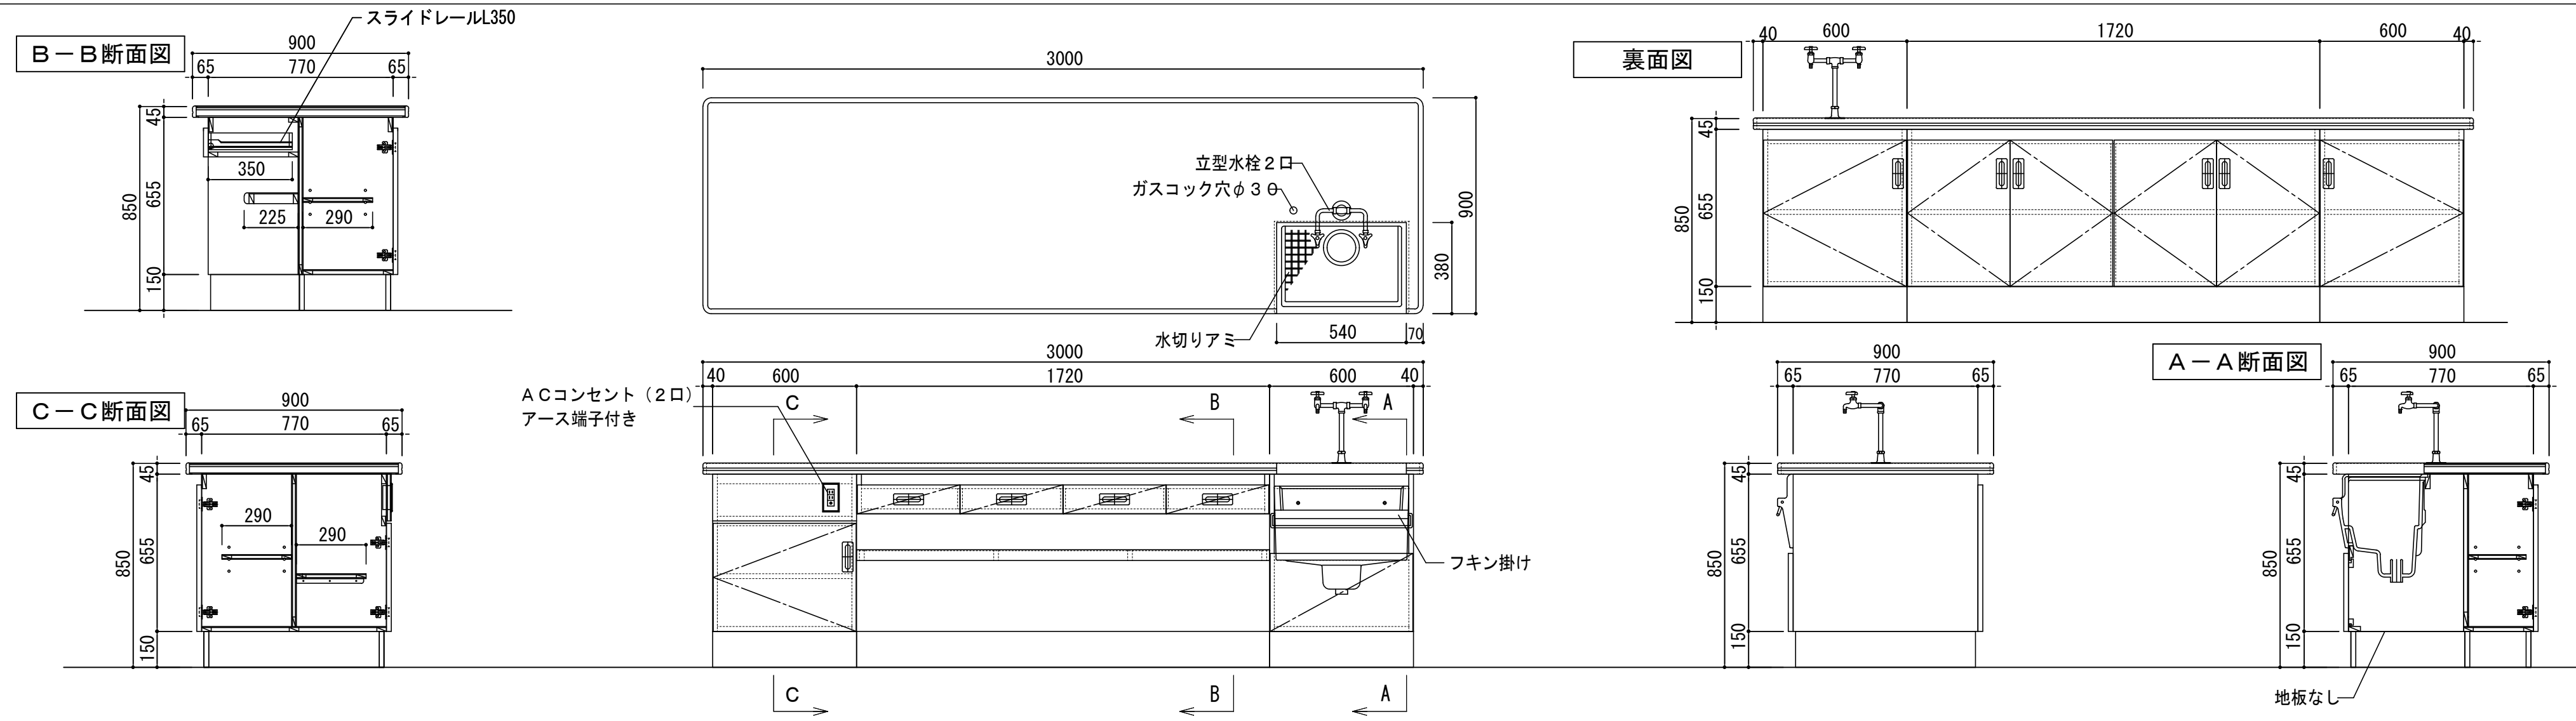 B－B断面図
スライドレールL350
900
65 770 65
45
655
850
150
350
225
290
3000
立型水栓２口
ガスコック穴φ３０
水切りアミ
900
380
540
70
裏面図
40 600 1720 600 40
45
655
850
150
C－C断面図
900
65 770 65
45
655
850
150
290
290
3000
40 600 1720 600 40
ＡＣコンセント（２口）
アース端子付き
C
B
A
フキン掛け
C
B
A
900
65 770 65
45
655
850
150
A－A断面図
900
65 770 65
45
655
850
150
地板なし